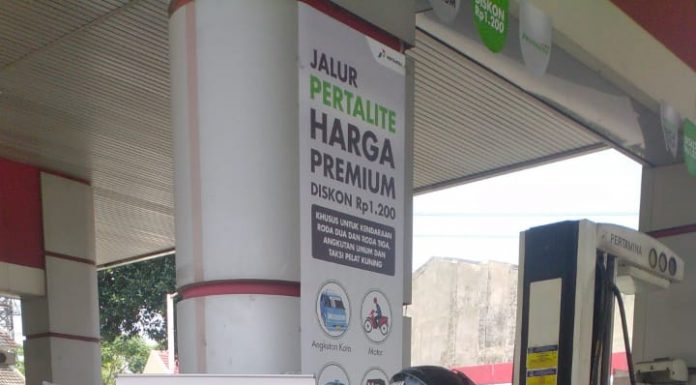 PERTAMINA
JALUR
PERTALITE
HARGA
PREMIUM
DISKON Rp1.200
KHUSUS UNTUK KENDARAAN
RODA DUA DAN RODA TIGA,
ANGKUTAN UMUM DAN
TAKSI PELAT KUNING
Angkutan Kota
Motor
DISKON
Rp1.200
PERTAMINA